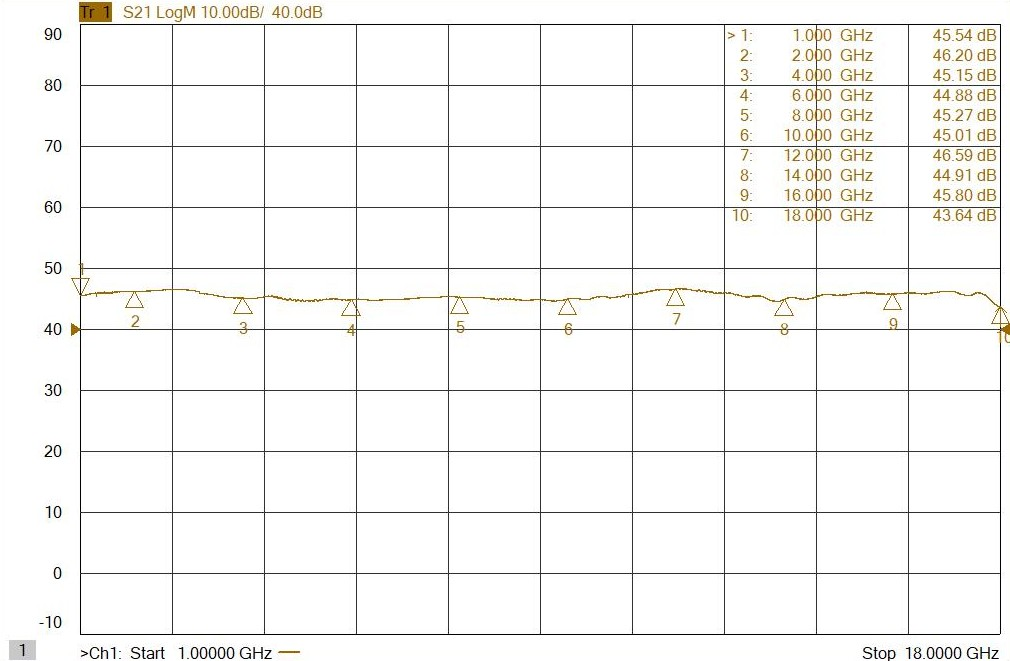 Tr 1 S21 LogM 10.00dB/ 40.0dB
90
80
70
60
50
40
30
20
10
0
-10
> 1: 1.000 GHz 45.54 dB
2: 2.000 GHz 46.20 dB
3: 4.000 GHz 45.15 dB
4: 6.000 GHz 44.88 dB
5: 8.000 GHz 45.27 dB
6: 10.000 GHz 45.01 dB
7: 12.000 GHz 46.59 dB
8: 14.000 GHz 44.91 dB
9: 16.000 GHz 45.80 dB
10: 18.000 GHz 43.64 dB
1
2
3
4
5
6
7
8
9
10
1
>Ch1: Start 1.00000 GHz
Stop 18.0000 GHz